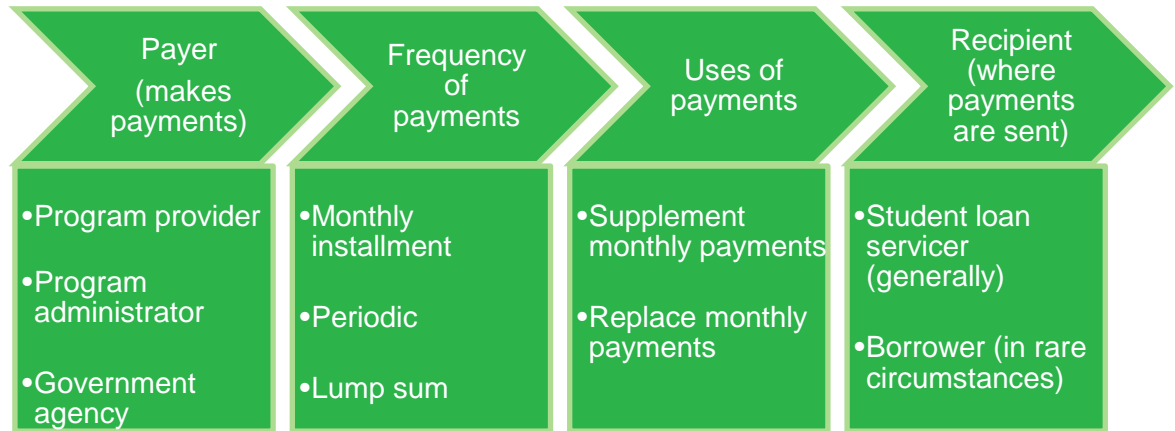 Payer
(makes
payments)
Frequency
of
payments
Uses of
payments
Recipient
(where
payments
are sent)
•Program provider
•Program
administrator
•Government
agency
•Monthly
installment
•Periodic
•Lump sum
•Supplement
monthly payments
•Replace monthly
payments
•Student loan
servicer
(generally)
•Borrower (in rare
circumstances)